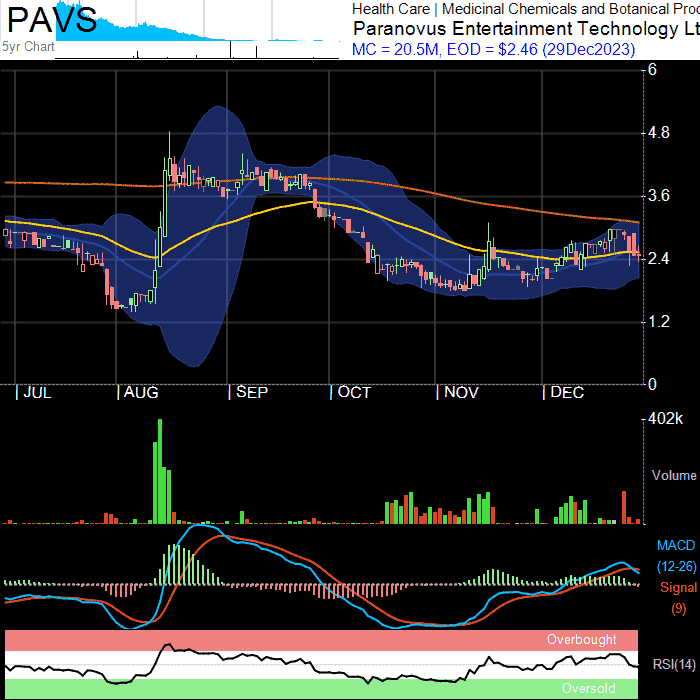 PAVS
5yr Chart
Health Care | Medicinal Chemicals and Botanical Proc
Paranovus Entertainment Technology Lt
MC = 20.5M, EOD = $2.46 (29Dec2023)
6
4.8
3.6
2.4
1.2
0
JUL AUG SEP OCT NOV DEC
402k
Volume
MACD
(12-26)
Signal
(9)
Overbought
RSI(14)
Oversold